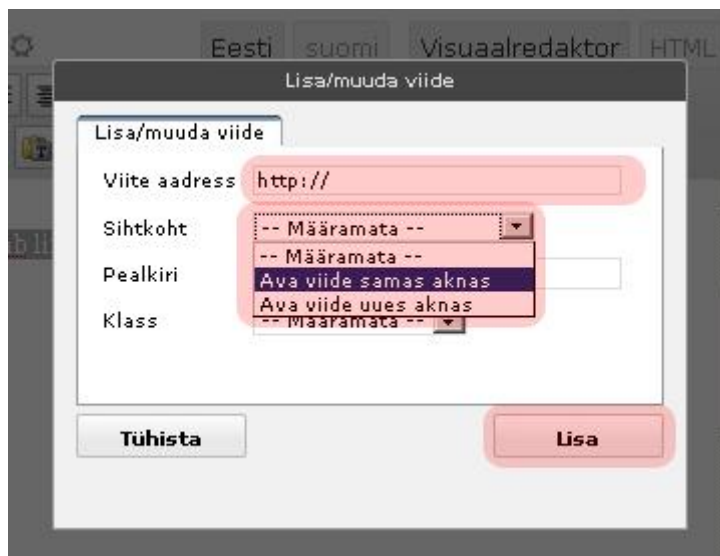 Eesti suomi Visuaalredaktor HTML
Lisa/muuda viide
Lisa/muuda viide
Viite aadress http://
Sihtkoht -- Määramata --
-- Määramata --
Ava viide samas aknas
Pealkiri
Ava viide uues aknas
Klass -- Määramata --
Tühista Lisa